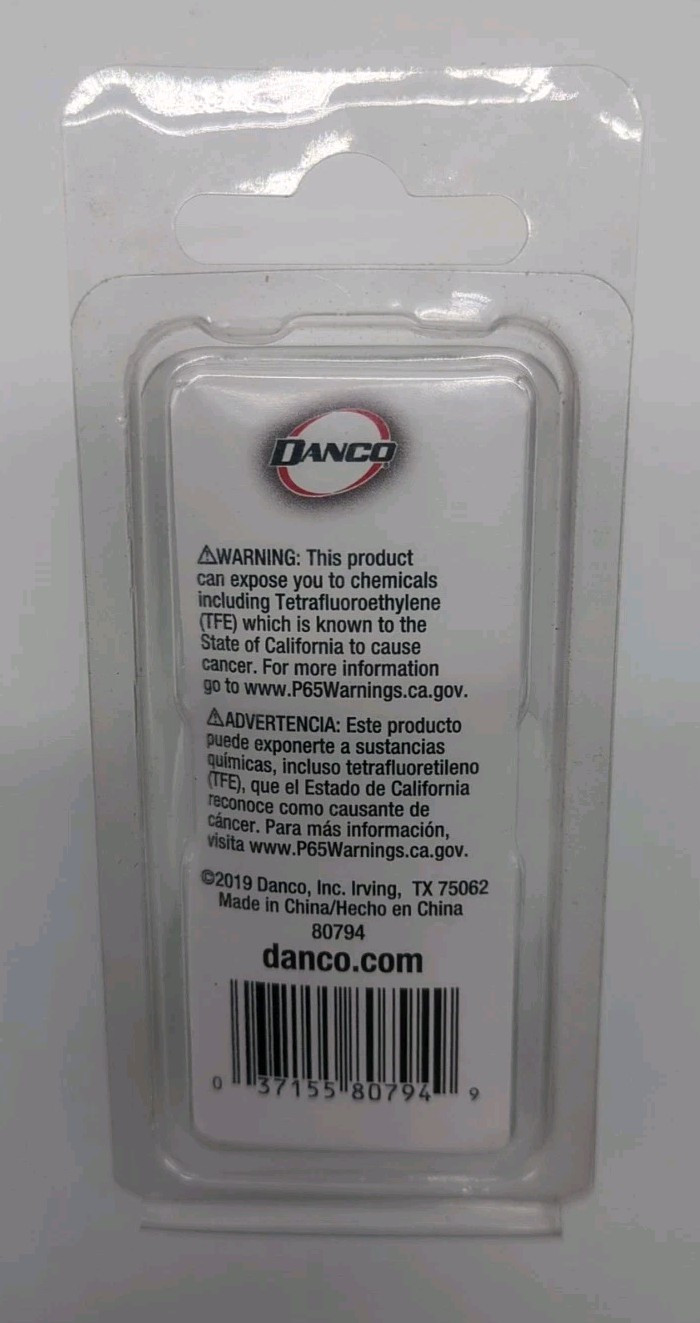 DANCO
⚠WARNING: This product
can expose you to chemicals
including Tetrafluoroethylene
(TFE) which is known to the
State of California to cause
cancer. For more information
go to www.P65Warnings.ca.gov.
⚠ADVERTENCIA: Este producto
puede exponerte a sustancias
químicas, incluso tetrafluoretileno
(TFE), que el Estado de California
reconoce como causante de
cáncer. Para más información,
visita www.P65Warnings.ca.gov.
©2019 Danco, Inc. Irving, TX 75062
Made in China/Hecho en China
80794
danco.com
0 37155 80794 9